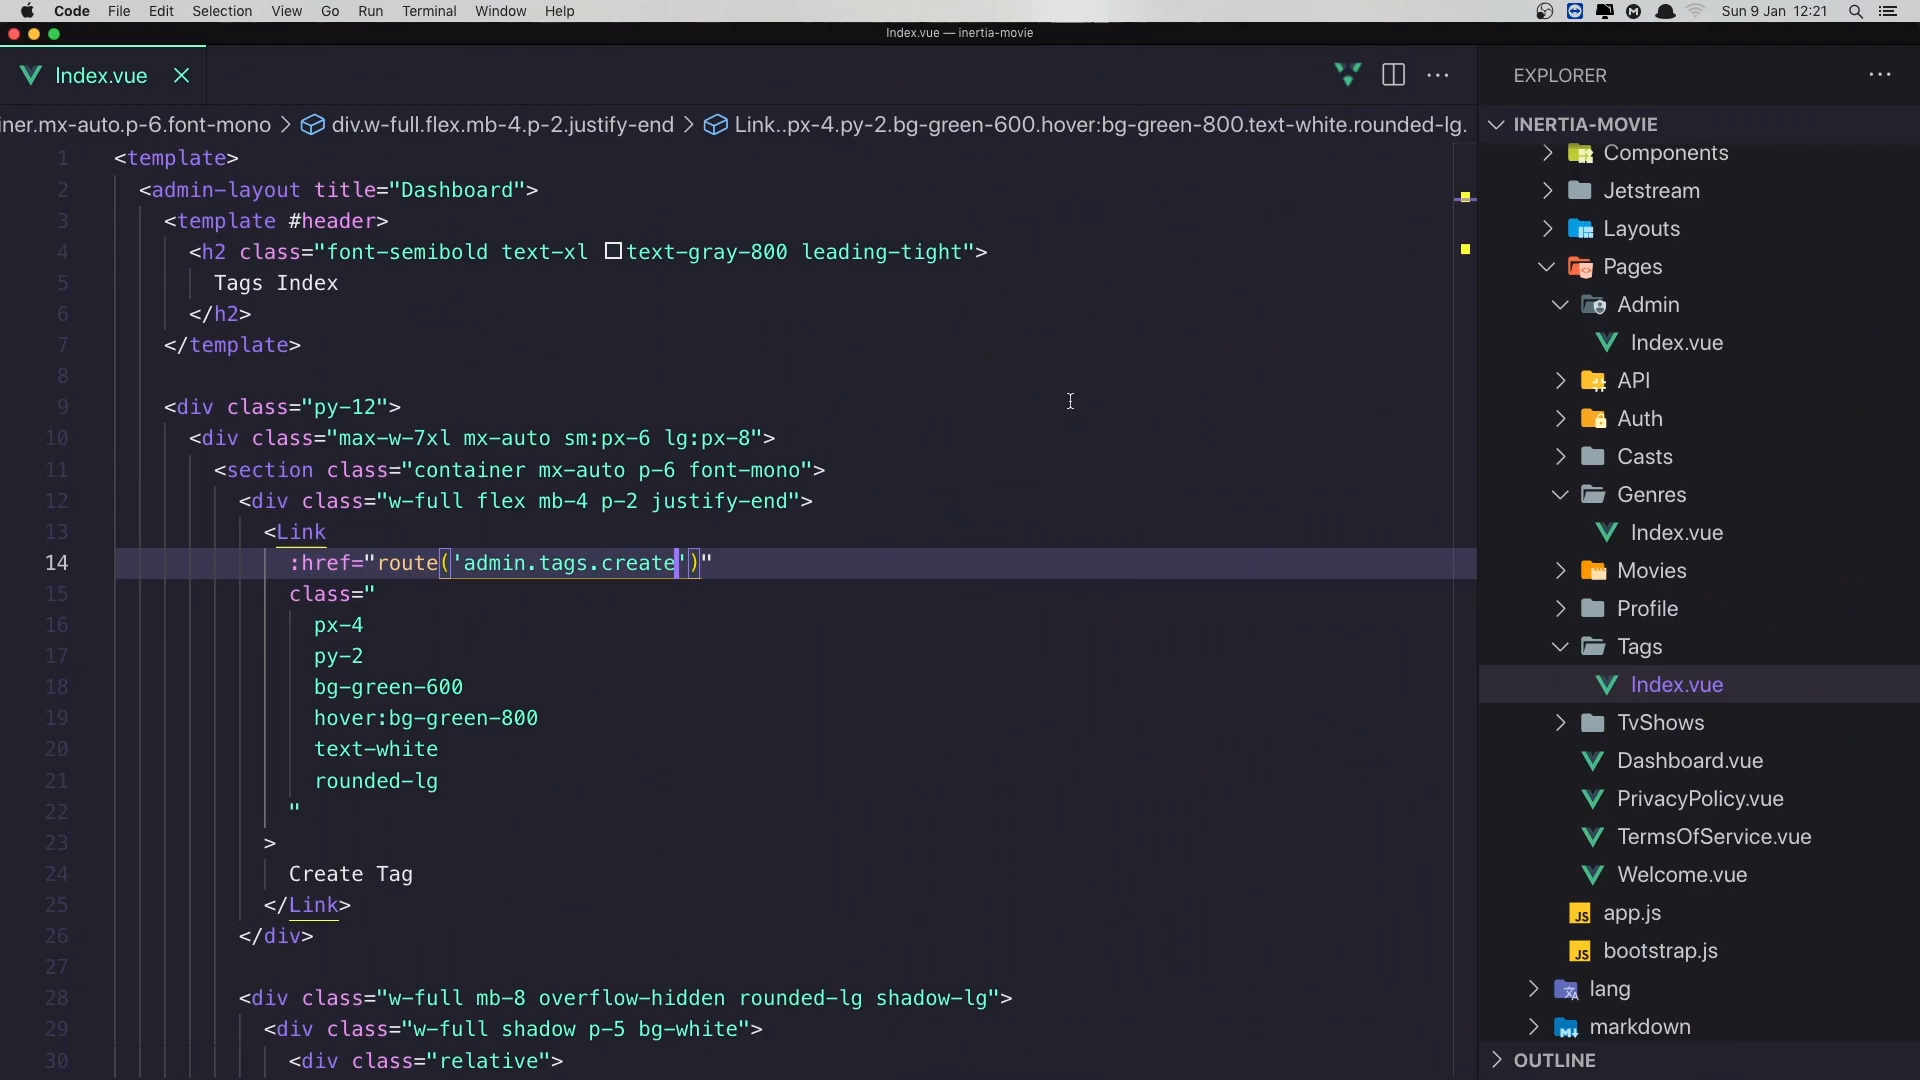 Code File Edit Selection View Go Run Terminal Window Help
Sun 9 Jan 12:21
Index.vue — inertia-movie
Index.vue
EXPLORER
iner.mx-auto.p-6.font-mono > div.w-full.flex.mb-4.p-2.justify-end > Link..px-4.py-2.bg-green-600.hover:bg-green-800.text-white.rounded-lg.
1 <template>
2 <admin-layout title="Dashboard">
3 <template #header>
4 <h2 class="font-semibold text-xl text-gray-800 leading-tight">
5 Tags Index
6 </h2>
7 </template>
8
9 <div class="py-12">
10 <div class="max-w-7xl mx-auto sm:px-6 lg:px-8">
11 <section class="container mx-auto p-6 font-mono">
12 <div class="w-full flex mb-4 p-2 justify-end">
13 <Link
14 :href="route('admin.tags.create')"
15 class="
16 px-4
17 py-2
18 bg-green-600
19 hover:bg-green-800
20 text-white
21 rounded-lg
22 "
23 >
24 Create Tag
25 </Link>
26 </div>
27
28 <div class="w-full mb-8 overflow-hidden rounded-lg shadow-lg">
29 <div class="w-full shadow p-5 bg-white">
30 <div class="relative">
INERTIA-MOVIE
Components
Jetstream
Layouts
Pages
Admin
Index.vue
API
Auth
Casts
Genres
Index.vue
Movies
Profile
Tags
Index.vue
TvShows
Dashboard.vue
PrivacyPolicy.vue
TermsOfService.vue
Welcome.vue
JS app.js
JS bootstrap.js
lang
markdown
OUTLINE